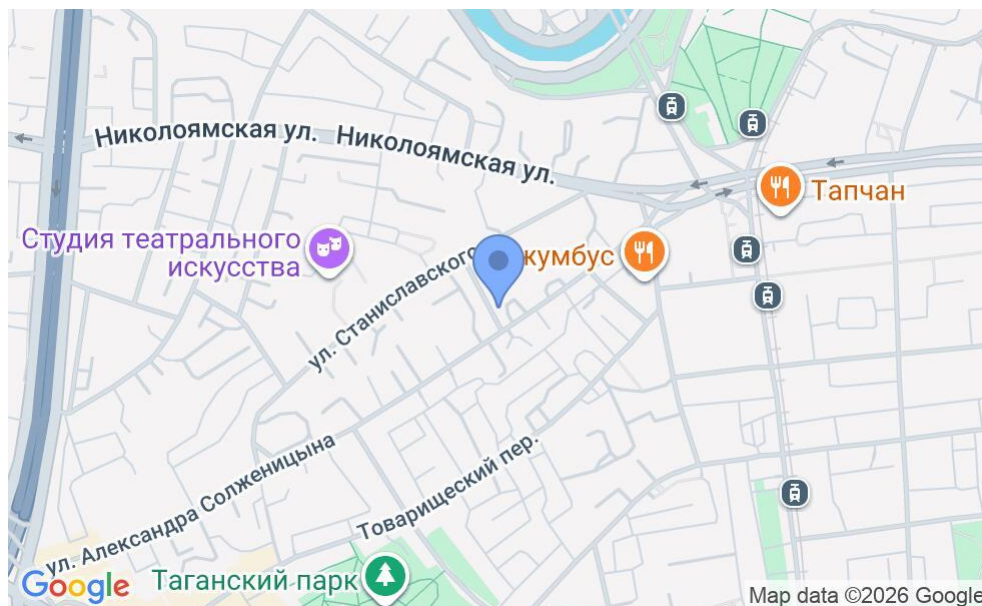 Николоямская ул.
Николоямская ул.
Тапчан
Студия театрального
искусства
кумбус
ул. Станиславского
ул. Александра Солженицына
Товарищеский пер.
Таганский парк
Google
Map data ©2026 Google